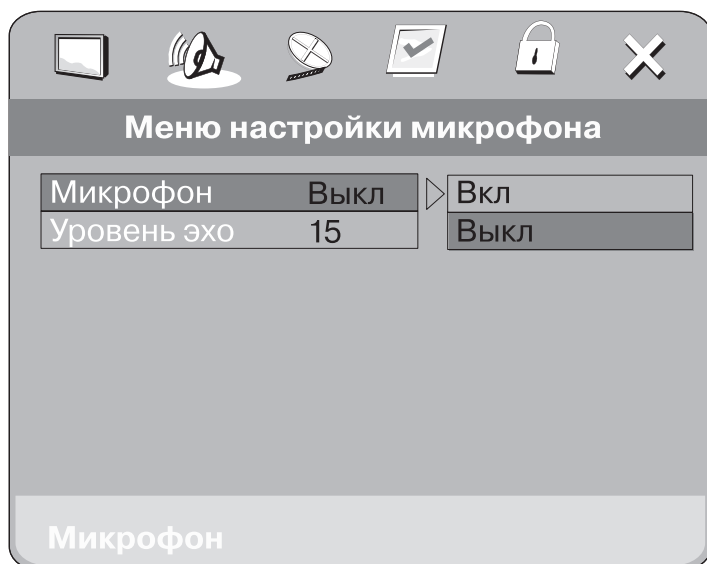 Меню настройки микрофона
Микрофон Выкл Вкл
Уровень эхо 15 Выкл
Микрофон